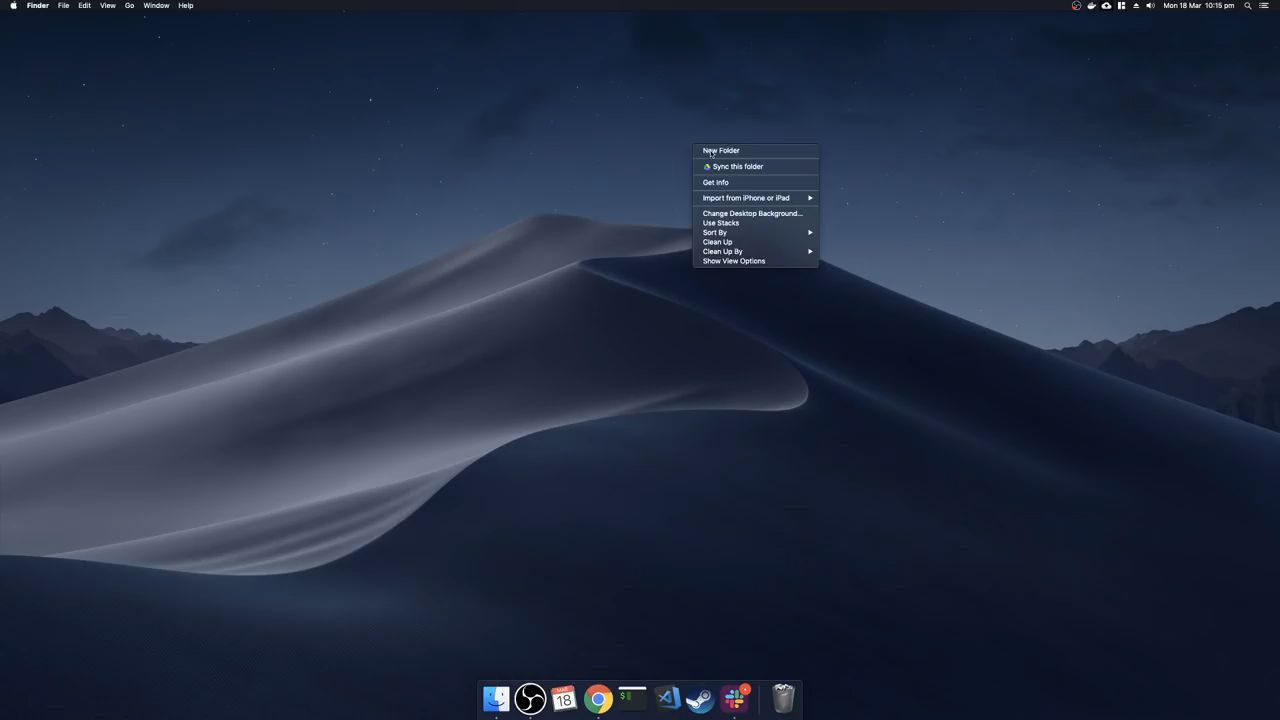 Finder File Edit View Go Window Help Mon 18 Mar 10:15 pm
New Folder
Sync this folder
Get Info
Import from iPhone or iPad
Change Desktop Background...
Use Stacks
Sort By
Clean Up
Clean Up By
Show View Options
MAR
18
$